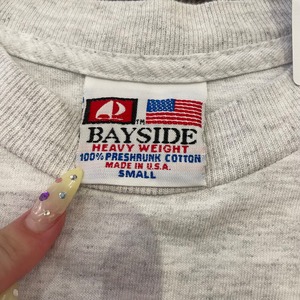 TM
BAYSIDE
HEAVY WEIGHT
100% PRESHRUNK COTTON
MADE IN U.S.A.
SMALL